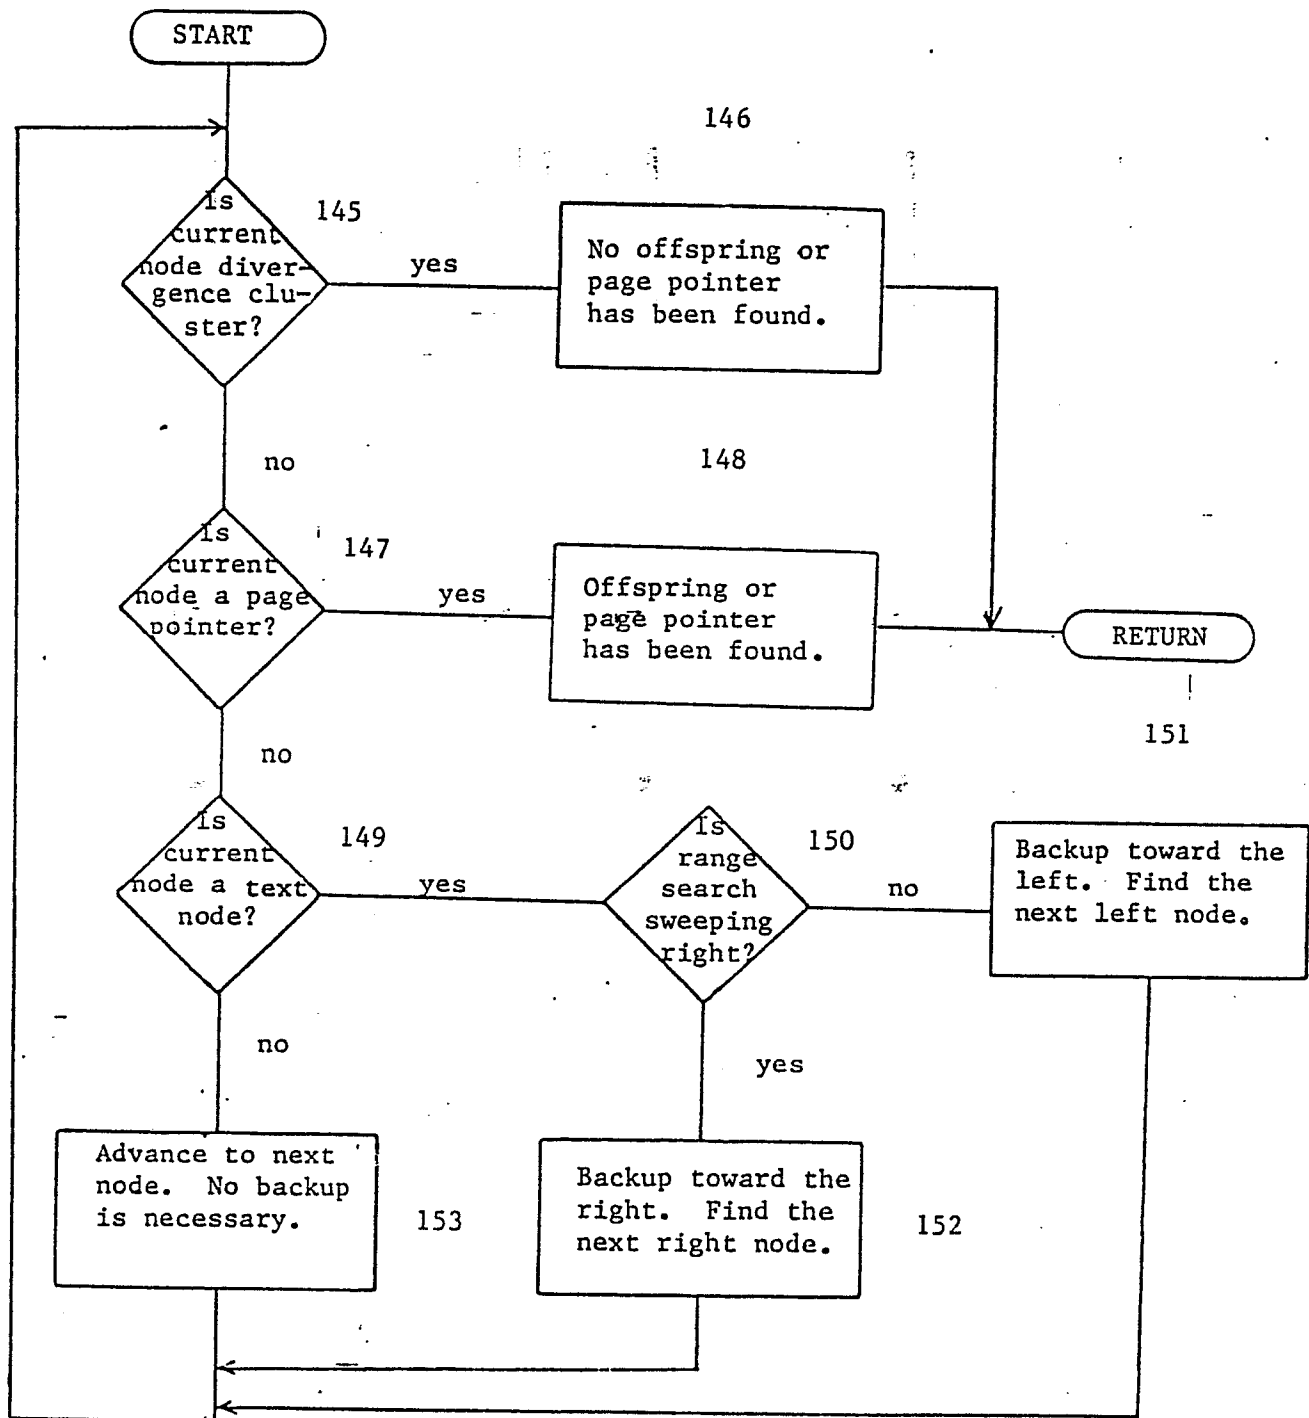 START
146
Is
current
node diver-
gence clu-
ster?
145
yes
No offspring or
page pointer
has been found.
no
148
Is
current
node a page
pointer?
147
yes
Offspring or
page pointer
has been found.
RETURN
no
151
Is
current
node a text
node?
149
yes
Is
range
search
sweeping
right?
150
no
Backup toward the
left. Find the
next left node.
no
yes
Advance to next
node. No backup
is necessary.
153
Backup toward the
right. Find the
next right node.
152